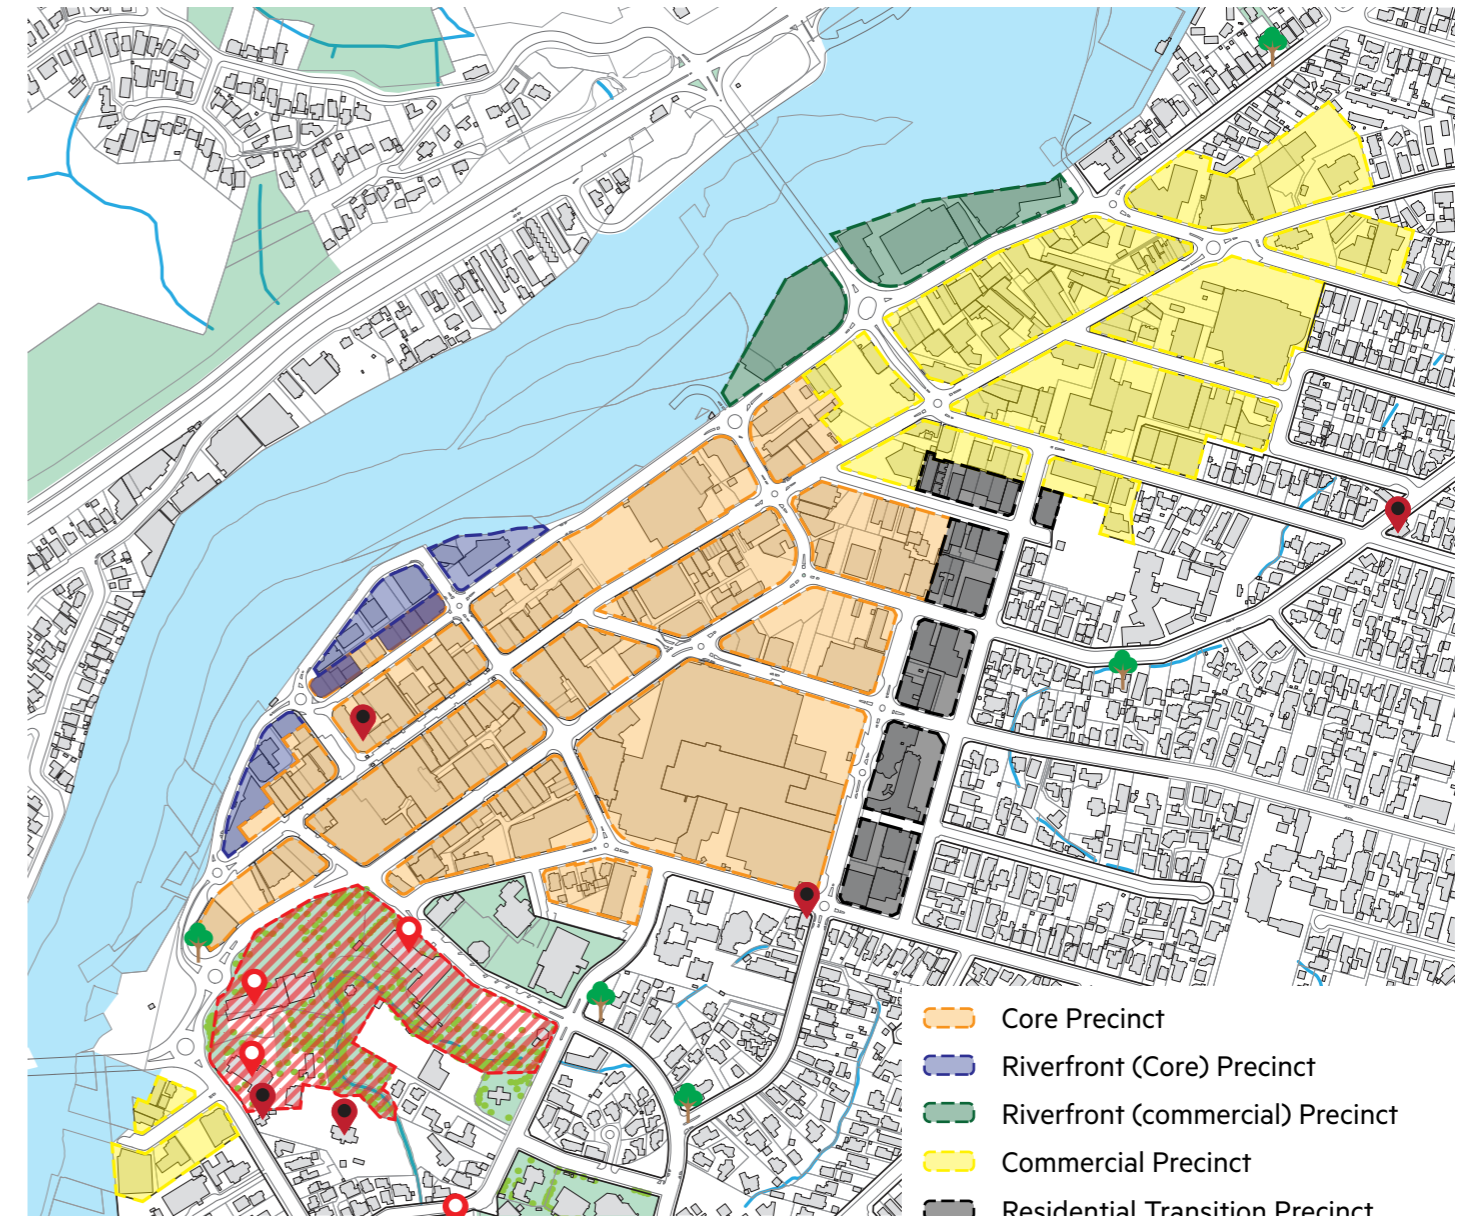 Core Precinct
Riverfront (Core) Precinct
Riverfront (commercial) Precinct
Commercial Precinct
Residential Transition Precinct